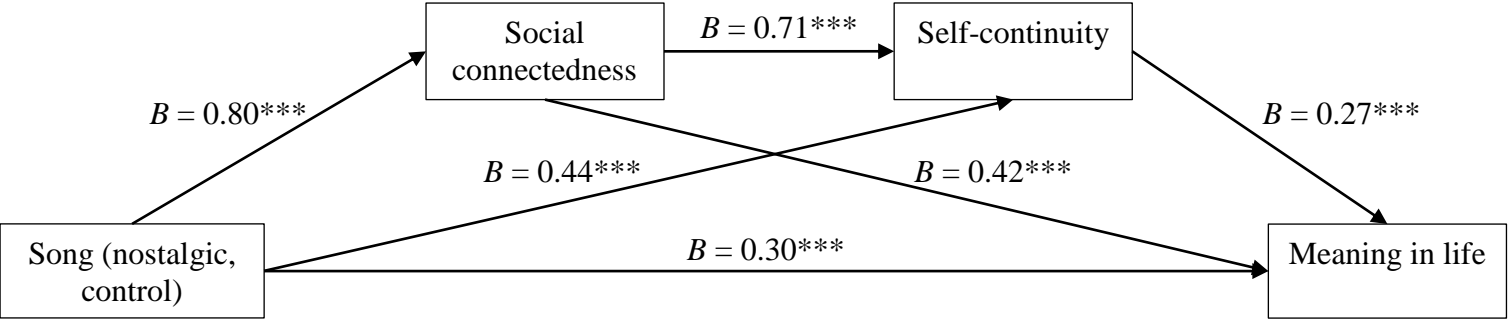 Social
connectedness
B = 0.71***
Self-continuity
B = 0.80***
B = 0.27***
B = 0.44***
B = 0.42***
Song (nostalgic,
control)
B = 0.30***
Meaning in life